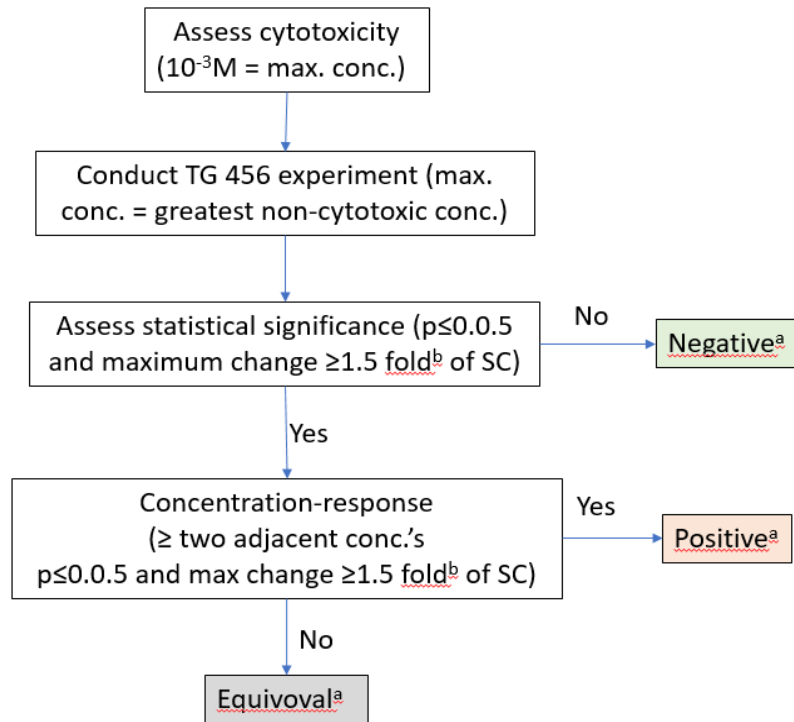 Assess cytotoxicity
(10⁻³M = max. conc.)
Conduct TG 456 experiment (max.
conc. = greatest non-cytotoxic conc.)
Assess statistical significance (p≤0.0.5
and maximum change ≥1.5 foldᵇ of SC)
No
Negativeᵃ
Yes
Concentration-response
(≥ two adjacent conc.'s
p≤0.0.5 and max change ≥1.5 foldᵇ of SC)
Yes
Positiveᵃ
No
Equivovalᵃ